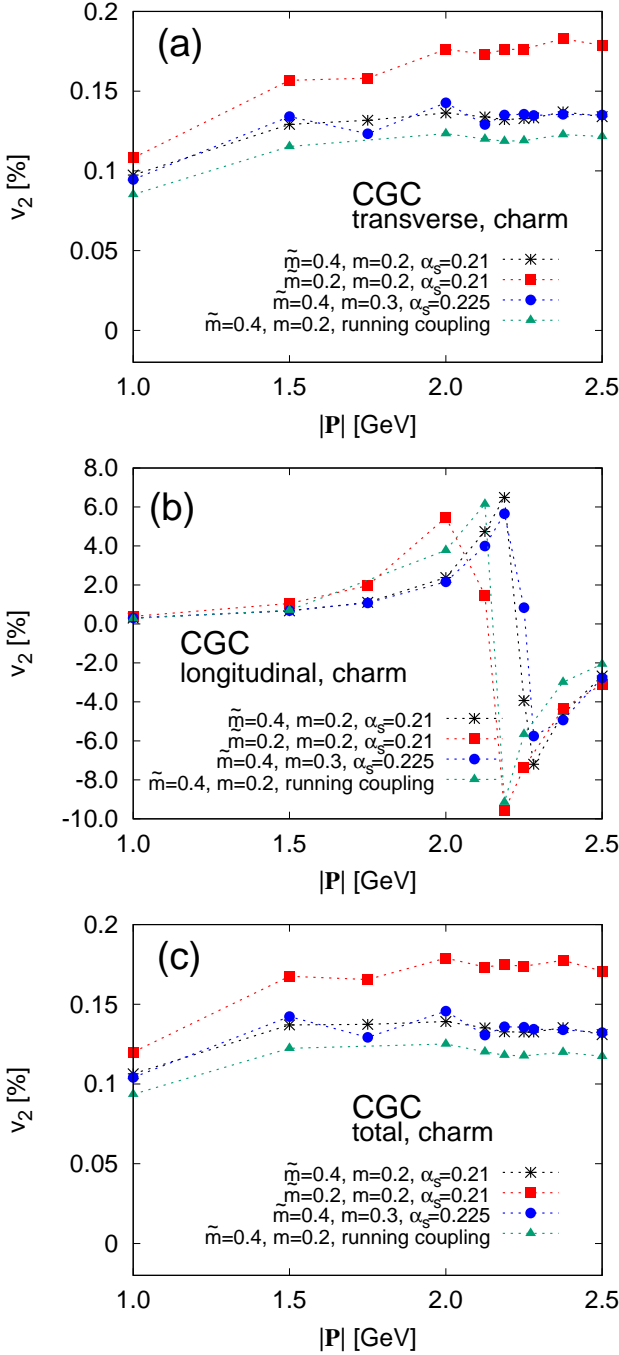 (a)
0.2
0.15
0.1
0.05
0
v₂ [%]
CGC
transverse, charm
m̃=0.4, m=0.2, αₛ=0.21
m̃=0.2, m=0.2, αₛ=0.21
m̃=0.4, m=0.3, αₛ=0.225
m̃=0.4, m=0.2, running coupling
1.0 1.5 2.0 2.5
|P| [GeV]
(b)
8.0
6.0
4.0
2.0
0.0
-2.0
-4.0
-6.0
-8.0
-10.0
v₂ [%]
CGC
longitudinal, charm
m̃=0.4, m=0.2, αₛ=0.21
m̃=0.2, m=0.2, αₛ=0.21
m̃=0.4, m=0.3, αₛ=0.225
m̃=0.4, m=0.2, running coupling
1.0 1.5 2.0 2.5
|P| [GeV]
(c)
0.2
0.15
0.1
0.05
0
v₂ [%]
CGC
total, charm
m̃=0.4, m=0.2, αₛ=0.21
m̃=0.2, m=0.2, αₛ=0.21
m̃=0.4, m=0.3, αₛ=0.225
m̃=0.4, m=0.2, running coupling
1.0 1.5 2.0 2.5
|P| [GeV]